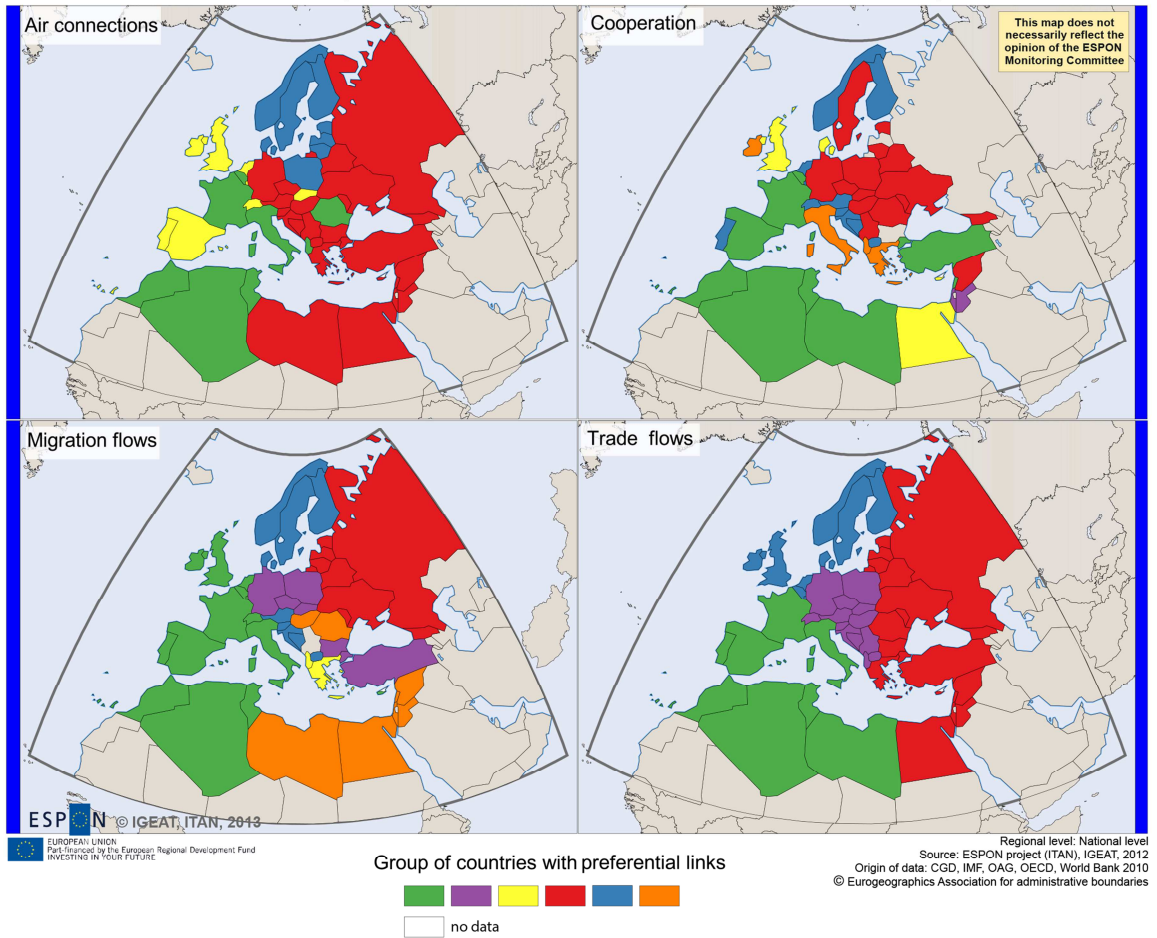 Air connections
Cooperation
This map does not
necessarily reflect the
opinion of the ESPON
Monitoring Committee
Migration flows
Trade flows
ESPON © IGEAT, ITAN, 2013
EUROPEAN UNION
Part-financed by the European Regional Development Fund
INVESTING IN YOUR FUTURE
Regional level: National level
Source: ESPON project (ITAN), IGEAT, 2012
Origin of data: CGD, IMF, OAG, OECD, World Bank 2010
© Eurogeographics Association for administrative boundaries
Group of countries with preferential links
no data